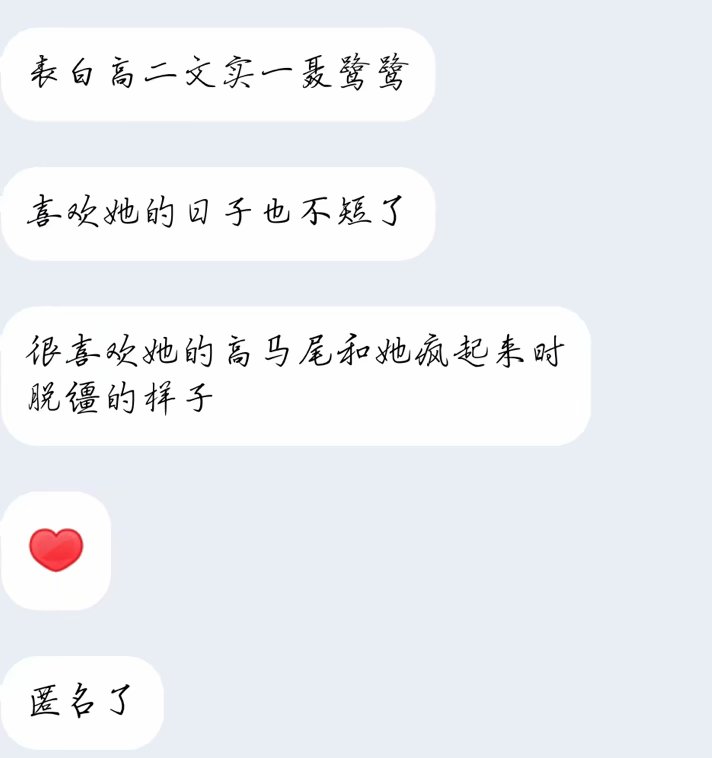 表白高二文实一聂鹭鹭
喜欢她的日子也不短了
很喜欢她的高马尾和她疯起来时
脱缰的样子
匿名了